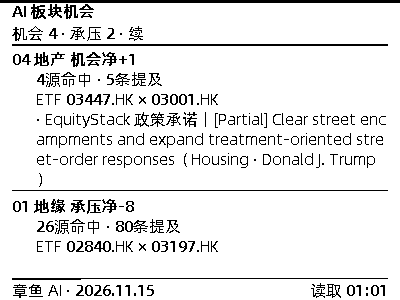 AI 板块机会
机会 4 · 承压 2 · 续
04 地产 机会净+1
4源命中 · 5条提及
ETF 03447.HK × 03001.HK
· EquityStack 政策承诺｜[Partial] Clear street enc
ampments and expand treatment-oriented stre
et-order responses（Housing · Donald J. Trump
）
01 地缘 承压净-8
26源命中 · 80条提及
ETF 02840.HK × 03197.HK
章鱼 AI · 2026.11.15
读取 01:01